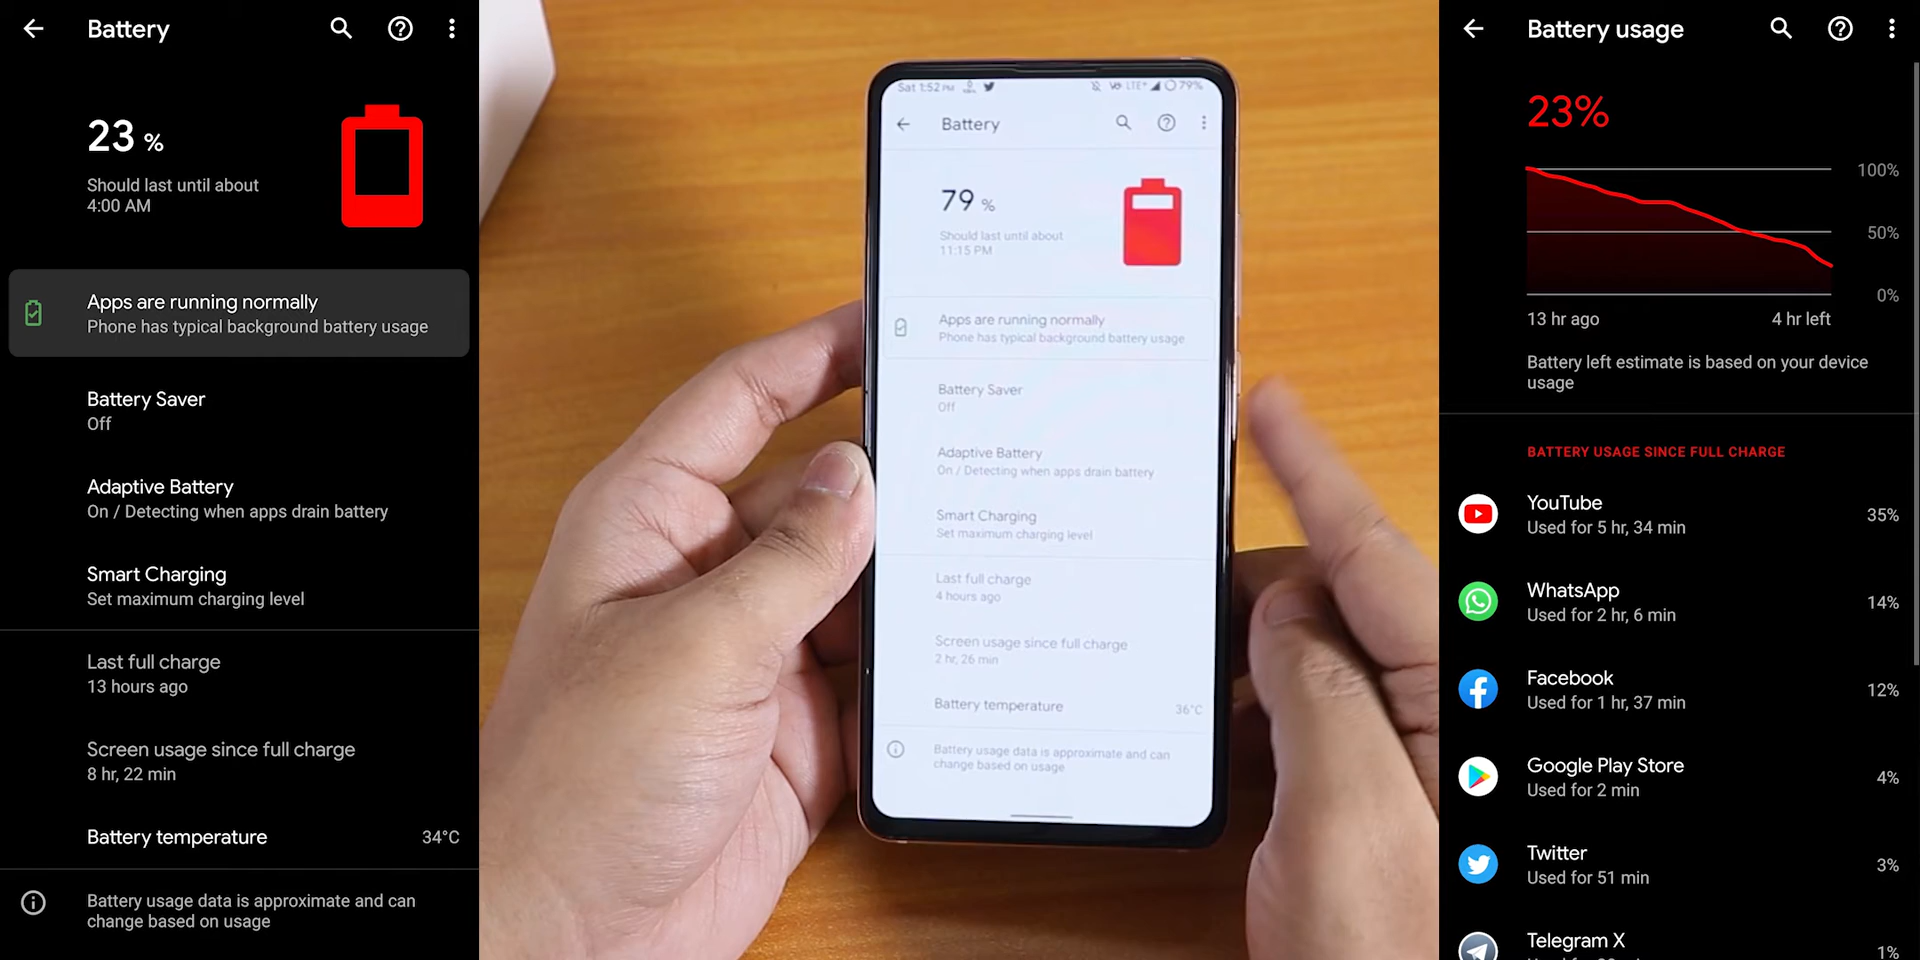 Battery
23 %
Should last until about
4:00 AM
Apps are running normally
Phone has typical background battery usage
Battery Saver
Off
Adaptive Battery
On / Detecting when apps drain battery
Smart Charging
Set maximum charging level
Last full charge
13 hours ago
Screen usage since full charge
8 hr, 22 min
Battery temperature
34°C
Battery usage data is approximate and can
change based on usage
Sat 1:52 PM
LTE+
79%
Battery
79 %
Should last until about
11:15 PM
Apps are running normally
Phone has typical background battery usage
Battery Saver
Off
Adaptive Battery
On / Detecting when apps drain battery
Smart Charging
Set maximum charging level
Last full charge
4 hours ago
Screen usage since full charge
2 hr, 26 min
Battery temperature
36°C
Battery usage data is approximate and can
change based on usage
Battery usage
23%
100%
50%
0%
13 hr ago
4 hr left
Battery left estimate is based on your device
usage
BATTERY USAGE SINCE FULL CHARGE
YouTube
Used for 5 hr, 34 min
35%
WhatsApp
Used for 2 hr, 6 min
14%
Facebook
Used for 1 hr, 37 min
12%
Google Play Store
Used for 2 min
4%
Twitter
Used for 51 min
3%
Telegram X
1%